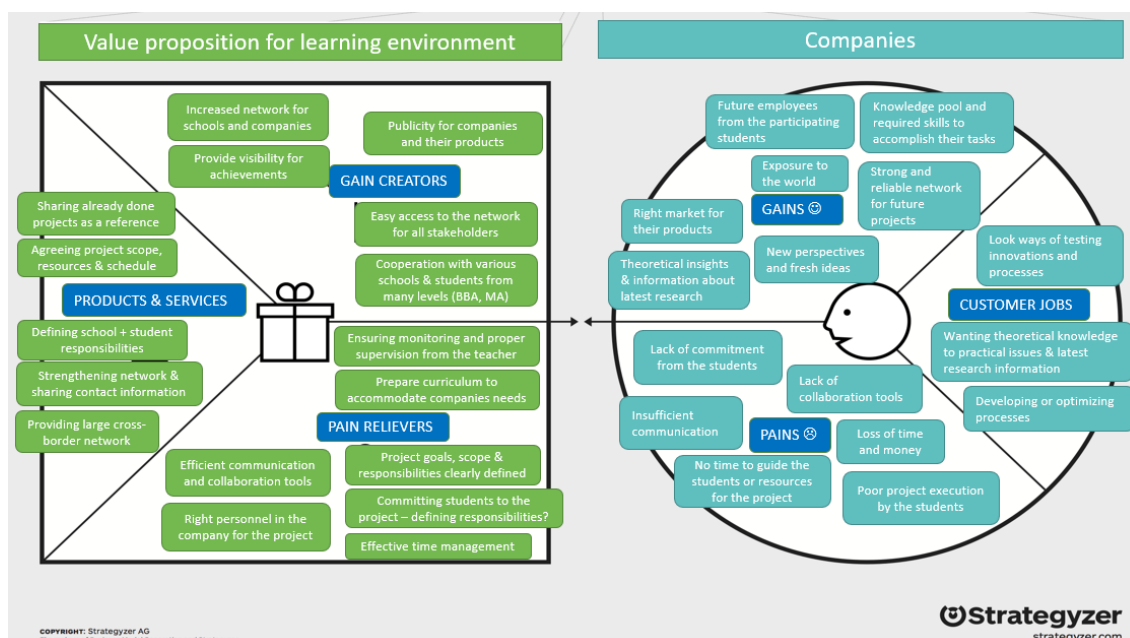 Value proposition for learning environment
Companies
Increased network for
schools and companies
Publicity for companies
and their products
Provide visibility for
achievements
GAIN CREATORS
Sharing already done
projects as a reference
Easy access to the network
for all stakeholders
Agreeing project scope,
resources & schedule
Cooperation with various
schools & students from
many levels (BBA, MA)
PRODUCTS & SERVICES
Defining school + student
responsibilities
Ensuring monitoring and proper
supervision from the teacher
Strengthening network &
sharing contact information
Prepare curriculum to
accommodate companies needs
Providing large cross-
border network
PAIN RELIEVERS
Efficient communication
and collaboration tools
Project goals, scope &
responsibilities clearly defined
Committing students to the
project – defining responsibilities?
Right personnel in the
company for the project
Effective time management
Future employees
from the participating
students
Knowledge pool and
required skills to
accomplish their tasks
Exposure to
the world
Strong and
reliable network
for future
projects
GAINS ☺
Right market for
their products
New perspectives
and fresh ideas
Look ways of testing
innovations and
processes
Theoretical insights
& information about
latest research
CUSTOMER JOBS
Wanting theoretical knowledge
to practical issues & latest
research information
Lack of commitment
from the students
Lack of
collaboration tools
Developing or optimizing
processes
Insufficient
communication
PAINS ☹
Loss of time
and money
No time to guide the
students or resources
for the project
Poor project execution
by the students
COPYRIGHT: Strategyzer AG
Strategyzer
strategyzer.com